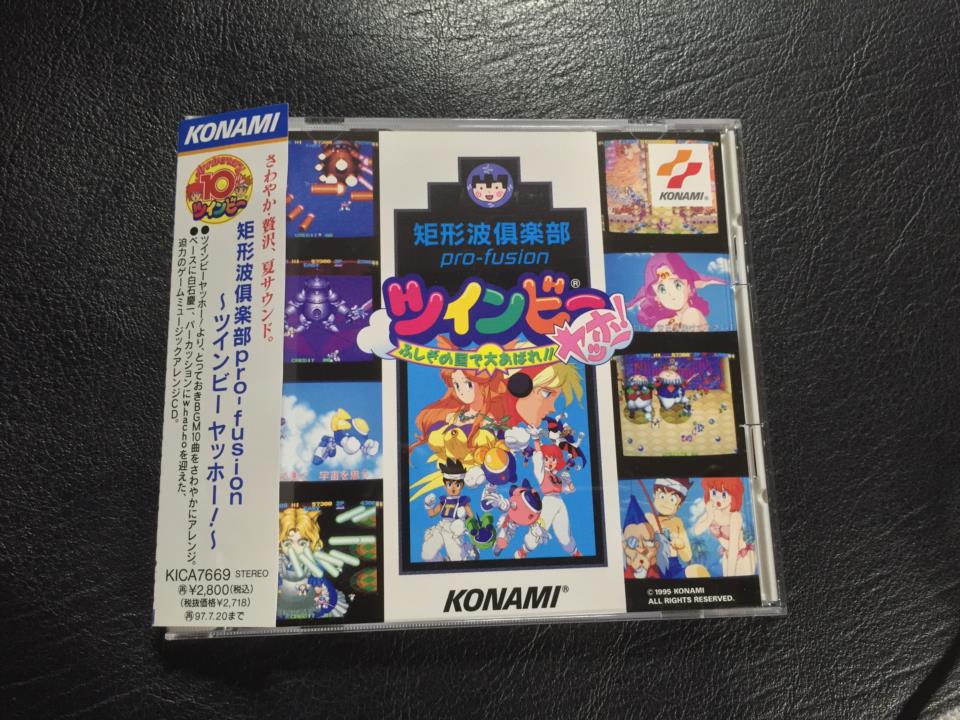 KONAMI
Anniversary
10
ツインビー
さわやか・贅沢、夏サウンド。
矩形波倶楽部pro-fusion
〜ツインビー ヤッホー!〜
●ツインビーヤッホー!より、とっておきBGM10曲をさわやかにアレンジ。
●ベースに白石慶一、パーカッションにwhachoを迎えた、
迫力のゲームミュージックアレンジCD。
KICA7669 STEREO
再¥2,800(税込)
(税抜価格¥2,718)
再97.7.20まで
矩形波倶楽部
pro-fusion
ツインビー®
ヤッホー!
ふしぎの国で大あばれ!!
KONAMI®
KONAMI
©1995 KONAMI
ALL RIGHTS RESERVED.